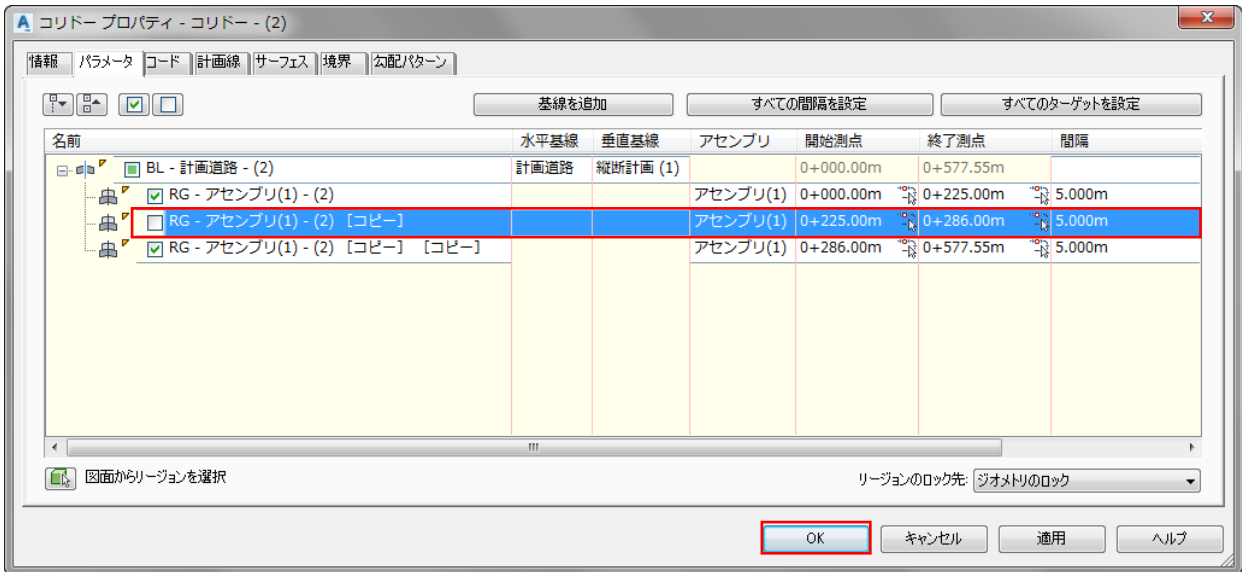 コリドー プロパティ - コリドー - (2)
情報 パラメータ コード 計画線 サーフェス 境界 勾配パターン
基線を追加 すべての間隔を設定 すべてのターゲットを設定
名前 水平基線 垂直基線 アセンブリ 開始測点 終了測点 間隔
BL - 計画道路 - (2) 計画道路 縦断計画 (1) 0+000.00m 0+577.55m
RG - アセンブリ(1) - (2) アセンブリ(1) 0+000.00m 0+225.00m 5.000m
RG - アセンブリ(1) - (2) [コピー] アセンブリ(1) 0+225.00m 0+286.00m 5.000m
RG - アセンブリ(1) - (2) [コピー] [コピー] アセンブリ(1) 0+286.00m 0+577.55m 5.000m
図面からリージョンを選択 リージョンのロック先: ジオメトリのロック
OK キャンセル 適用 ヘルプ